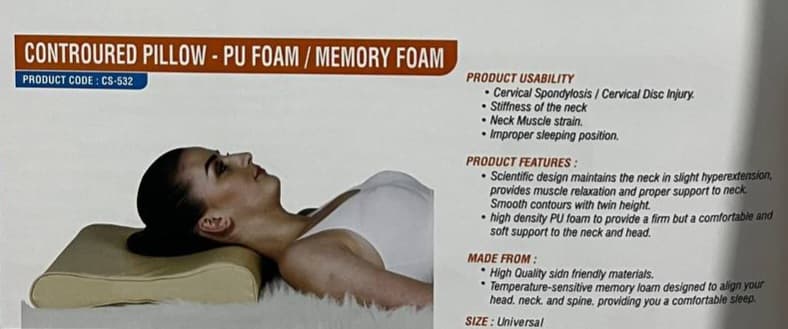 CONTROURED PILLOW - PU FOAM / MEMORY FOAM
PRODUCT CODE : CS-532
PRODUCT USABILITY
• Cervical Spondylosis / Cervical Disc Injury.
• Stiffness of the neck
• Neck Muscle strain.
• Improper sleeping position.
PRODUCT FEATURES :
• Scientific design maintains the neck in slight hyperextension,
provides muscle relaxation and proper support to neck.
Smooth contours with twin height.
• high density PU foam to provide a firm but a comfortable and
soft support to the neck and head.
MADE FROM :
• High Quality sidn friendly materials.
• Temperature-sensitive memory loam designed to align your
head. neck. and spine. providing you a comfortable sleep.
SIZE : Universal